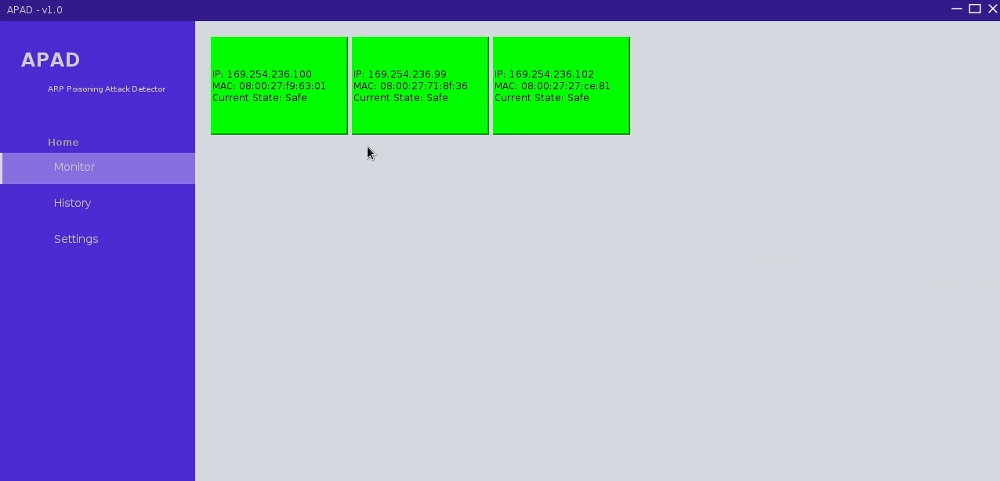 APAD - v1.0
APAD
ARP Poisoning Attack Detector
Home
Monitor
History
Settings
IP: 169.254.236.100
MAC: 08:00:27:f9:63:01
Current State: Safe
IP: 169.254.236.99
MAC: 08:00:27:71:8f:36
Current State: Safe
IP: 169.254.236.102
MAC: 08:00:27:27:ce:81
Current State: Safe